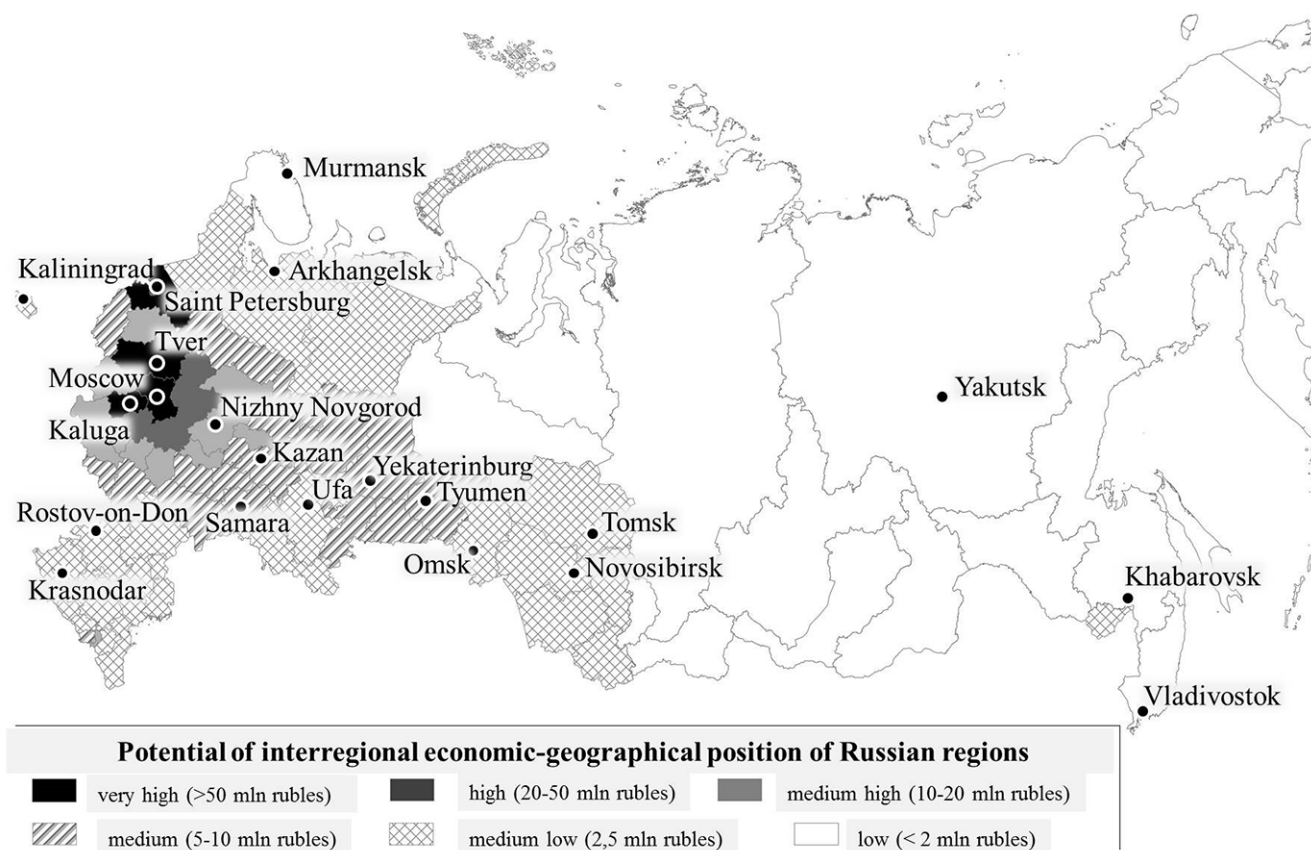 Murmansk
Kaliningrad
Arkhangelsk
Saint Petersburg
Tver
Moscow
Yakutsk
Nizhny Novgorod
Kaluga
Kazan
Yekaterinburg
Ufa
Tyumen
Rostov-on-Don
Samara
Tomsk
Omsk
Novosibirsk
Krasnodar
Khabarovsk
Vladivostok
Potential of interregional economic-geographical position of Russian regions
very high (>50 mln rubles)
high (20-50 mln rubles)
medium high (10-20 mln rubles)
medium (5-10 mln rubles)
medium low (2,5 mln rubles)
low (< 2 mln rubles)